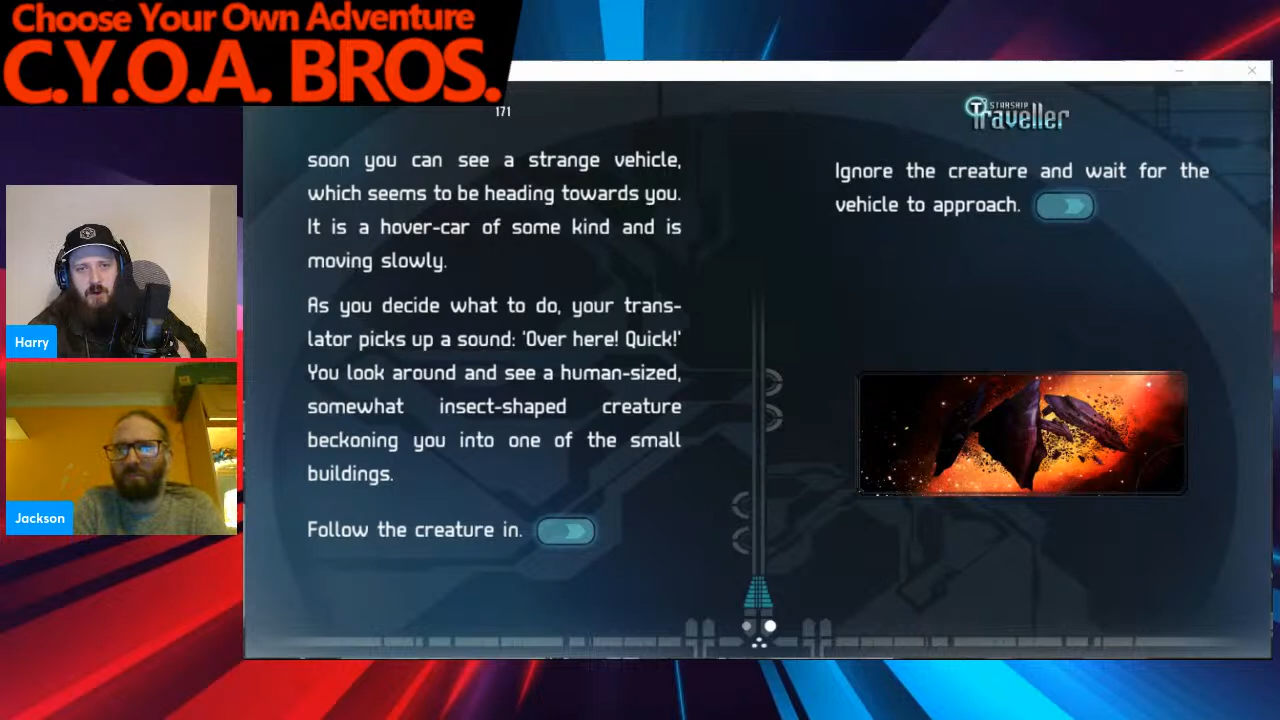 Choose Your Own Adventure
C.Y.O.A. BROS.
171
soon you can see a strange vehicle,
which seems to be heading towards you.
It is a hover-car of some kind and is
moving slowly.
As you decide what to do, your trans-
lator picks up a sound: 'Over here! Quick!'
You look around and see a human-sized,
somewhat insect-shaped creature
beckoning you into one of the small
buildings.
Follow the creature in.
STARSHIP
Traveller
Ignore the creature and wait for the
vehicle to approach.
Harry
Jackson